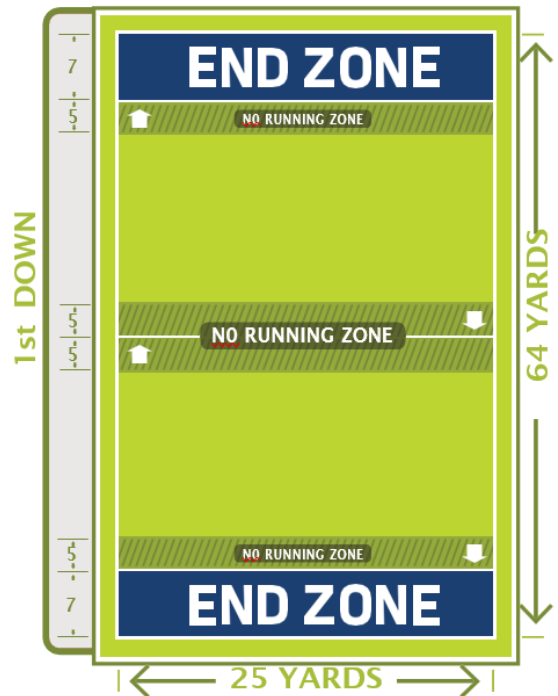 END ZONE
7
5
NO RUNNING ZONE
1st DOWN
64 YARDS
5
NO RUNNING ZONE
5
5
NO RUNNING ZONE
7
END ZONE
25 YARDS